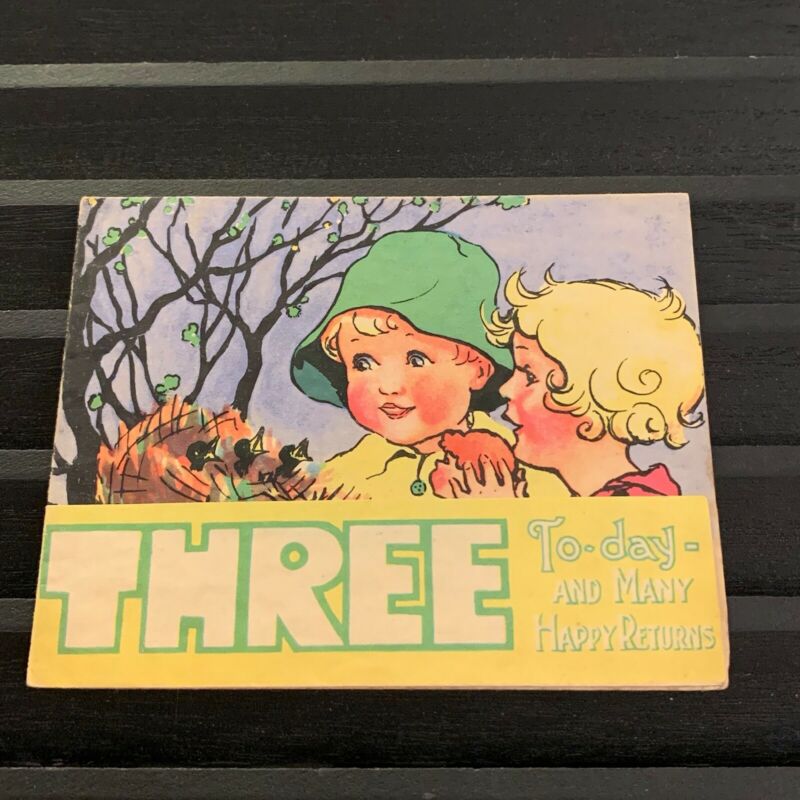 THREE
To-day-
AND MANY
HAPPY RETURNS